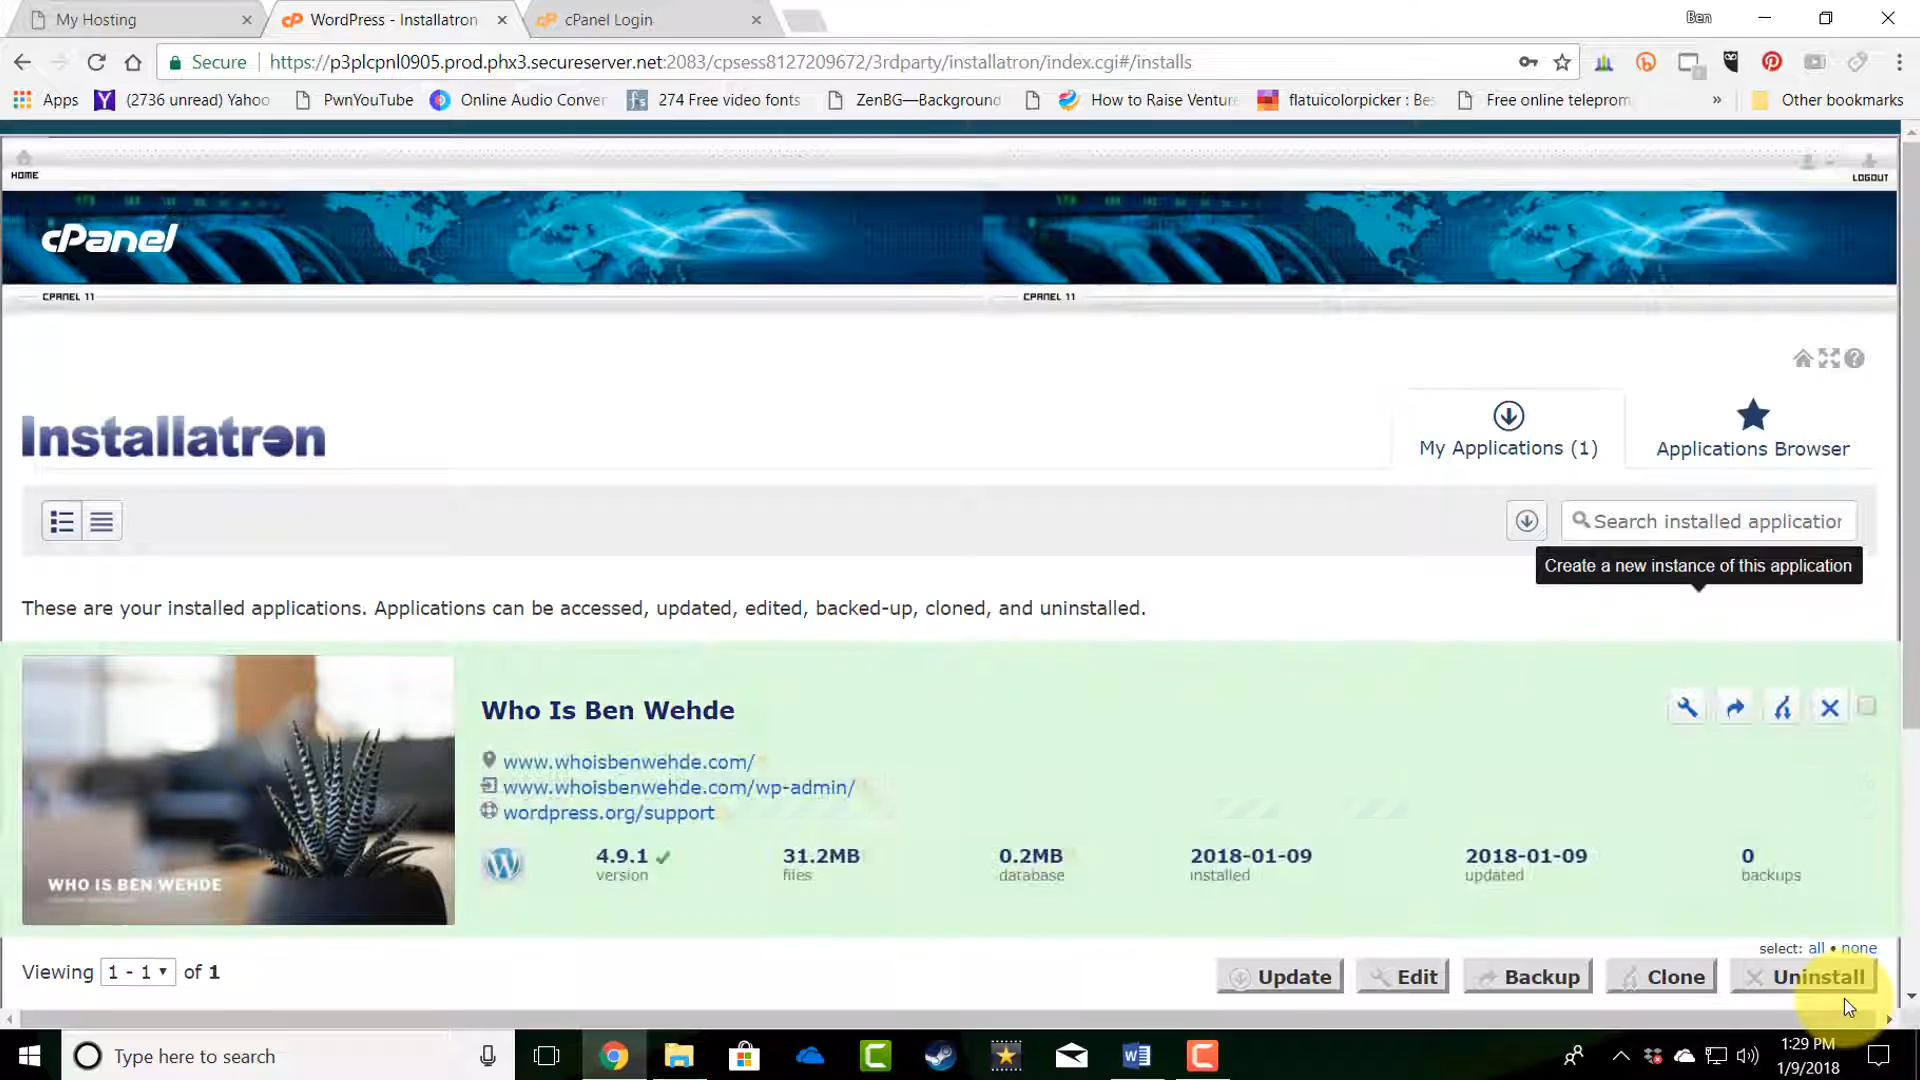 My Hosting
WordPress - Installatron
cPanel Login
Ben
Secure https://p3plcpnl0905.prod.phx3.secureserver.net:2083/cpsess8127209672/3rdparty/installatron/index.cgi#/installs
Apps (2736 unread) Yahoo PwnYouTube Online Audio Conver 274 Free video fonts ZenBG—Background How to Raise Ventur flatuicolorpicker : Bes Free online teleprom » Other bookmarks
HOME
LOGOUT
cPanel
CPANEL 11 CPANEL 11
Installatron
My Applications (1)
Applications Browser
Search installed application
Create a new instance of this application
These are your installed applications. Applications can be accessed, updated, edited, backed-up, cloned, and uninstalled.
Who Is Ben Wehde
www.whoisbenwehde.com/
www.whoisbenwehde.com/wp-admin/
wordpress.org/support
WHO IS BEN WEHDE
4.9.1 31.2MB 0.2MB 2018-01-09 2018-01-09 0
version files database installed updated backups
select: all • none
Viewing 1 - 1 of 1
Update Edit Backup Clone Uninstall
Type here to search
1:29 PM
1/9/2018